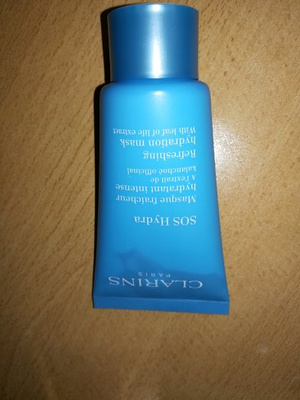 CLARINS
PARIS
SOS Hydra
Masque fraîcheur
hydratant intense
A l'extrait de
kalanchoé officinal
Refreshing
hydration mask
With leaf of life extract